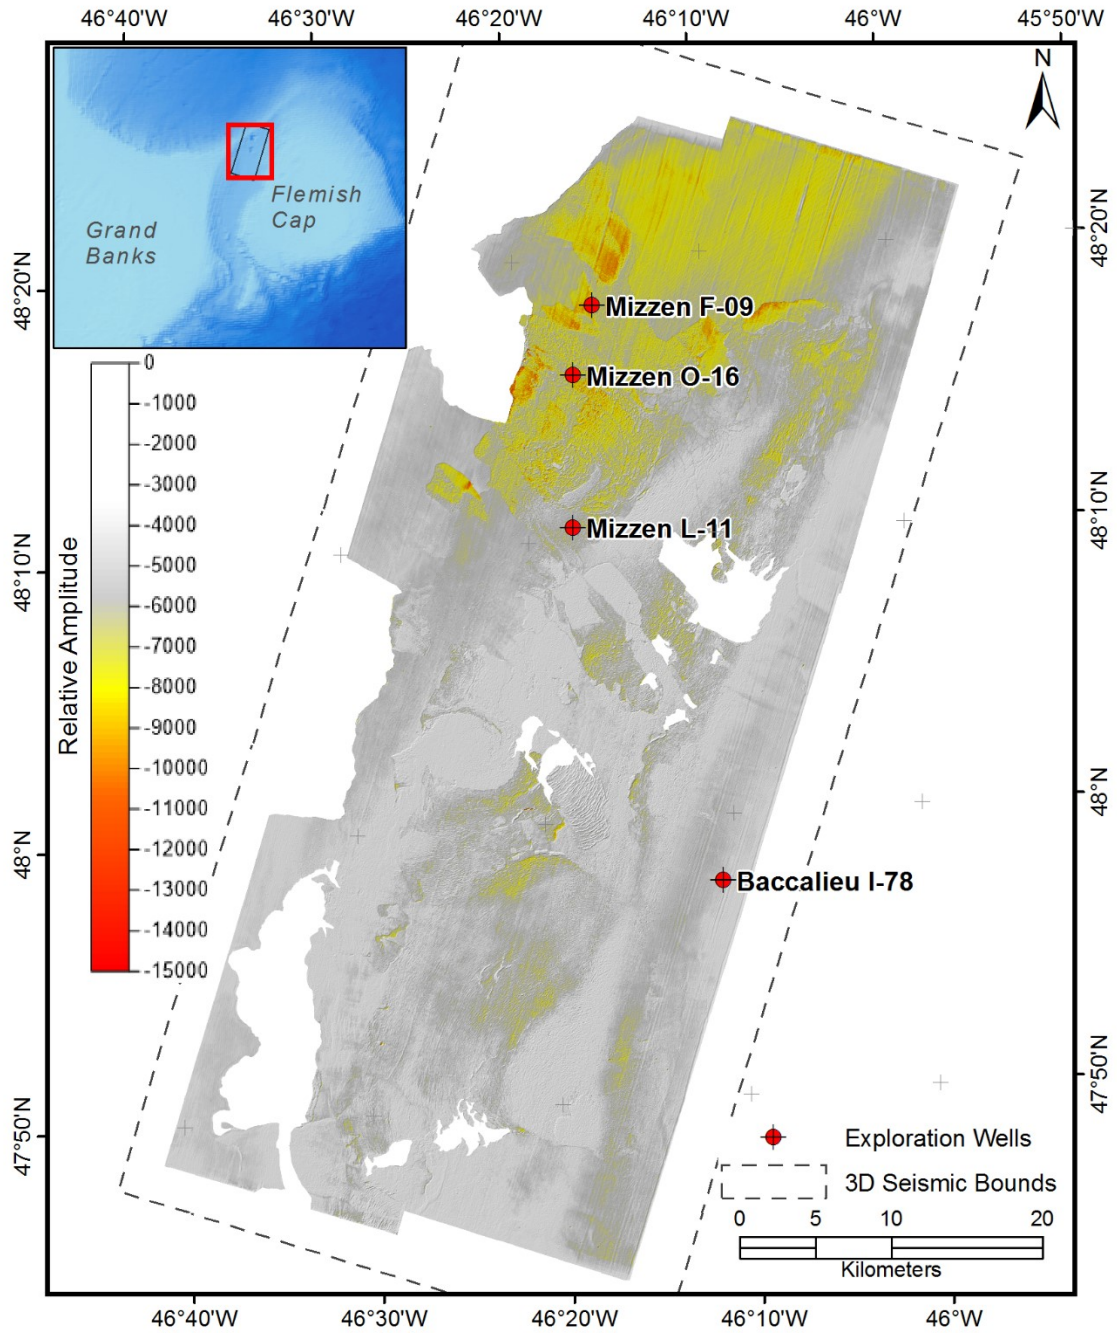 46°40'W 46°30'W 46°20'W 46°10'W 46°0'W 45°50'W
N
Grand
Banks
Flemish
Cap
48°20'N
48°20'N
Mizzen F-09
Mizzen O-16
0
-1000
-2000
-3000
-4000
-5000
-6000
-7000
-8000
-9000
-10000
-11000
-12000
-13000
-14000
-15000
Relative Amplitude
48°10'N
Mizzen L-11
48°10'N
48°N
48°N
Baccalieu I-78
47°50'N
47°50'N
Exploration Wells
3D Seismic Bounds
0 5 10 20
Kilometers
46°40'W 46°30'W 46°20'W 46°10'W 46°0'W